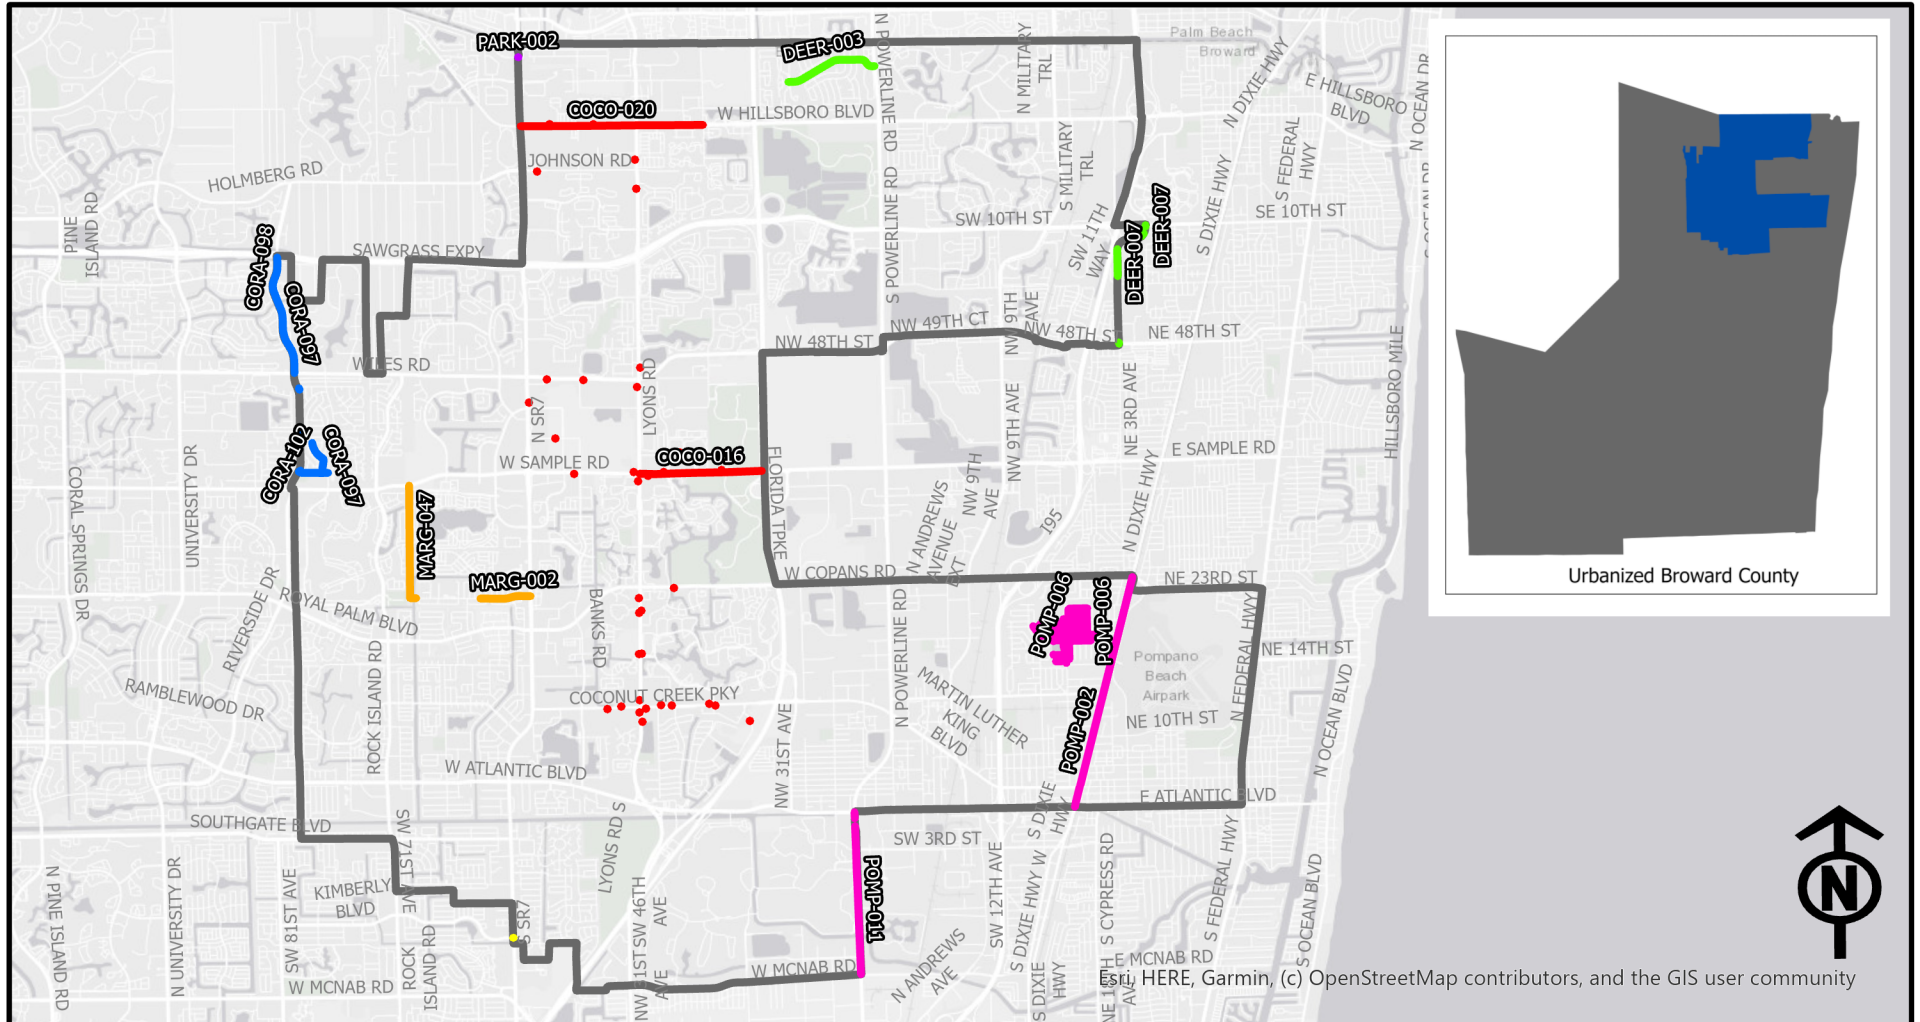 PARK-002
DEER-003
N POWERLINE RD
N MILITARY
TRL
Palm Beach
Broward
N DIXIE HWY
E HILLSBORO
BLVD
N OCEAN DR
COCO-020
W HILLSBORO BLVD
JOHNSON RD
HOLMBERG RD
S MILITARY
TRL
S FEDERAL
HWY
PINE
ISLAND RD
S POWERLINE RD
SW 10TH ST
SW 11TH
WAY
DEER-007
DEER-007
S DIXIE HWY
SE 10TH ST
CORA-098
SAWGRASS EXPY
CORA-097
NW 49TH CT
NW 9TH
AVE
NW 48TH ST
NW 48TH ST
NE 48TH ST
WILES RD
LYONS RD
N SR7
NW 9TH AVE
NE 3RD AVE
HILLSBORO MILE
UNIVERSITY DR
CORAL SPRINGS DR
CORA-102
CORA-097
W SAMPLE RD
COCO-016
FLORIDA TPKE
E SAMPLE RD
NW 9TH
AVE
N ANDREWS
AVENUE
EXT
I95
N DIXIE HWY
MARG-047
MARG-002
W COPANS RD
NE 23RD ST
RIVERSIDE DR
ROYAL PALM BLVD
BANKS RD
ROCK ISLAND RD
N POWERLINE RD
POMP-006
POMP-006
POMP-002
Pompano
Beach
Airpark
N FEDERAL HWY
NE 14TH ST
NE 10TH ST
N OCEAN BLVD
RAMBLEWOOD DR
COCONUT CREEK PKY
MARTIN LUTHER
KING
BLVD
NW 31ST AVE
W ATLANTIC BLVD
E ATLANTIC BLVD
SOUTHGATE BLVD
SW 71ST AVE
LYONS RD S
SW 3RD ST
S DIXIE
HWY
POMP-011
N PINE ISLAND RD
N UNIVERSITY DR
SW 81ST AVE
KIMBERLY
BLVD
S SR7
ROCK
ISLAND RD
W MCNAB RD
NW 31ST
AVE
SW 46TH
AVE
W MCNAB RD
N ANDREWS
AVE
SW 12TH AVE
S DIXIE HWY W
S DIXIE
HWY
S CYPRESS RD
S FEDERAL HWY
S OCEAN BLVD
E MCNAB RD
Urbanized Broward County
N
Esri, HERE, Garmin, (c) OpenStreetMap contributors, and the GIS user community